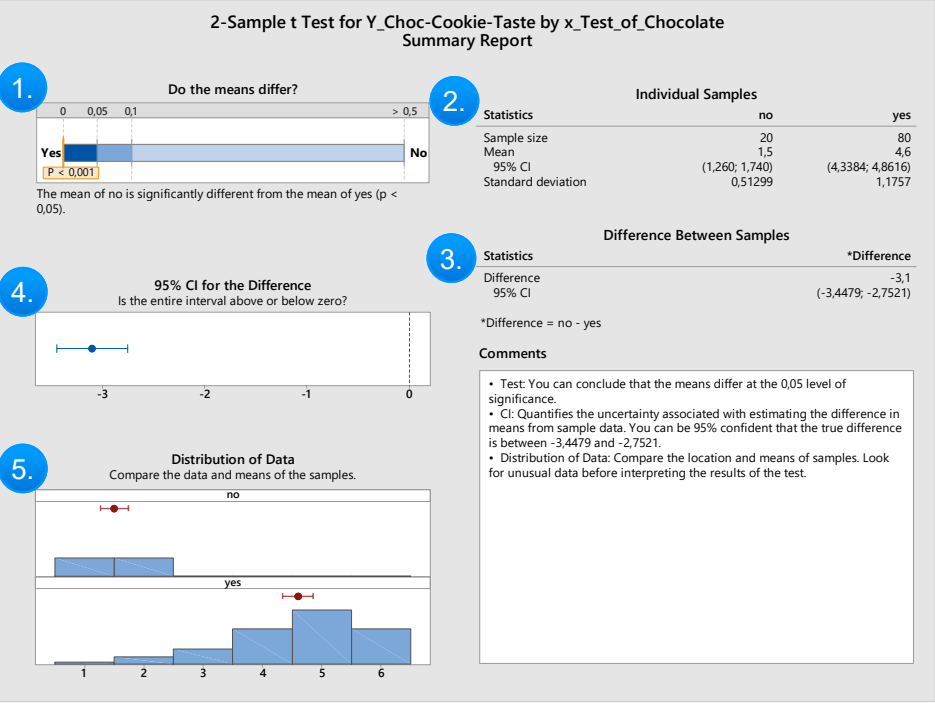 2-Sample t Test for Y_Choc-Cookie-Taste by x_Test_of_Chocolate
Summary Report
1.
Do the means differ?
0 0,05 0,1 > 0,5
Yes No
P < 0,001
The mean of no is significantly different from the mean of yes (p <
0,05).
2.
Individual Samples
Statistics no yes
Sample size 20 80
Mean 1,5 4,6
95% CI (1,260; 1,740) (4,3384; 4,8616)
Standard deviation 0,51299 1,1757
3.
Difference Between Samples
Statistics *Difference
Difference -3,1
95% CI (-3,4479; -2,7521)
*Difference = no - yes
4.
95% CI for the Difference
Is the entire interval above or below zero?
-3 -2 -1 0
5.
Distribution of Data
Compare the data and means of the samples.
no
yes
1 2 3 4 5 6
Comments
• Test: You can conclude that the means differ at the 0,05 level of
significance.
• CI: Quantifies the uncertainty associated with estimating the difference in
means from sample data. You can be 95% confident that the true difference
is between -3,4479 and -2,7521.
• Distribution of Data: Compare the location and means of samples. Look
for unusual data before interpreting the results of the test.